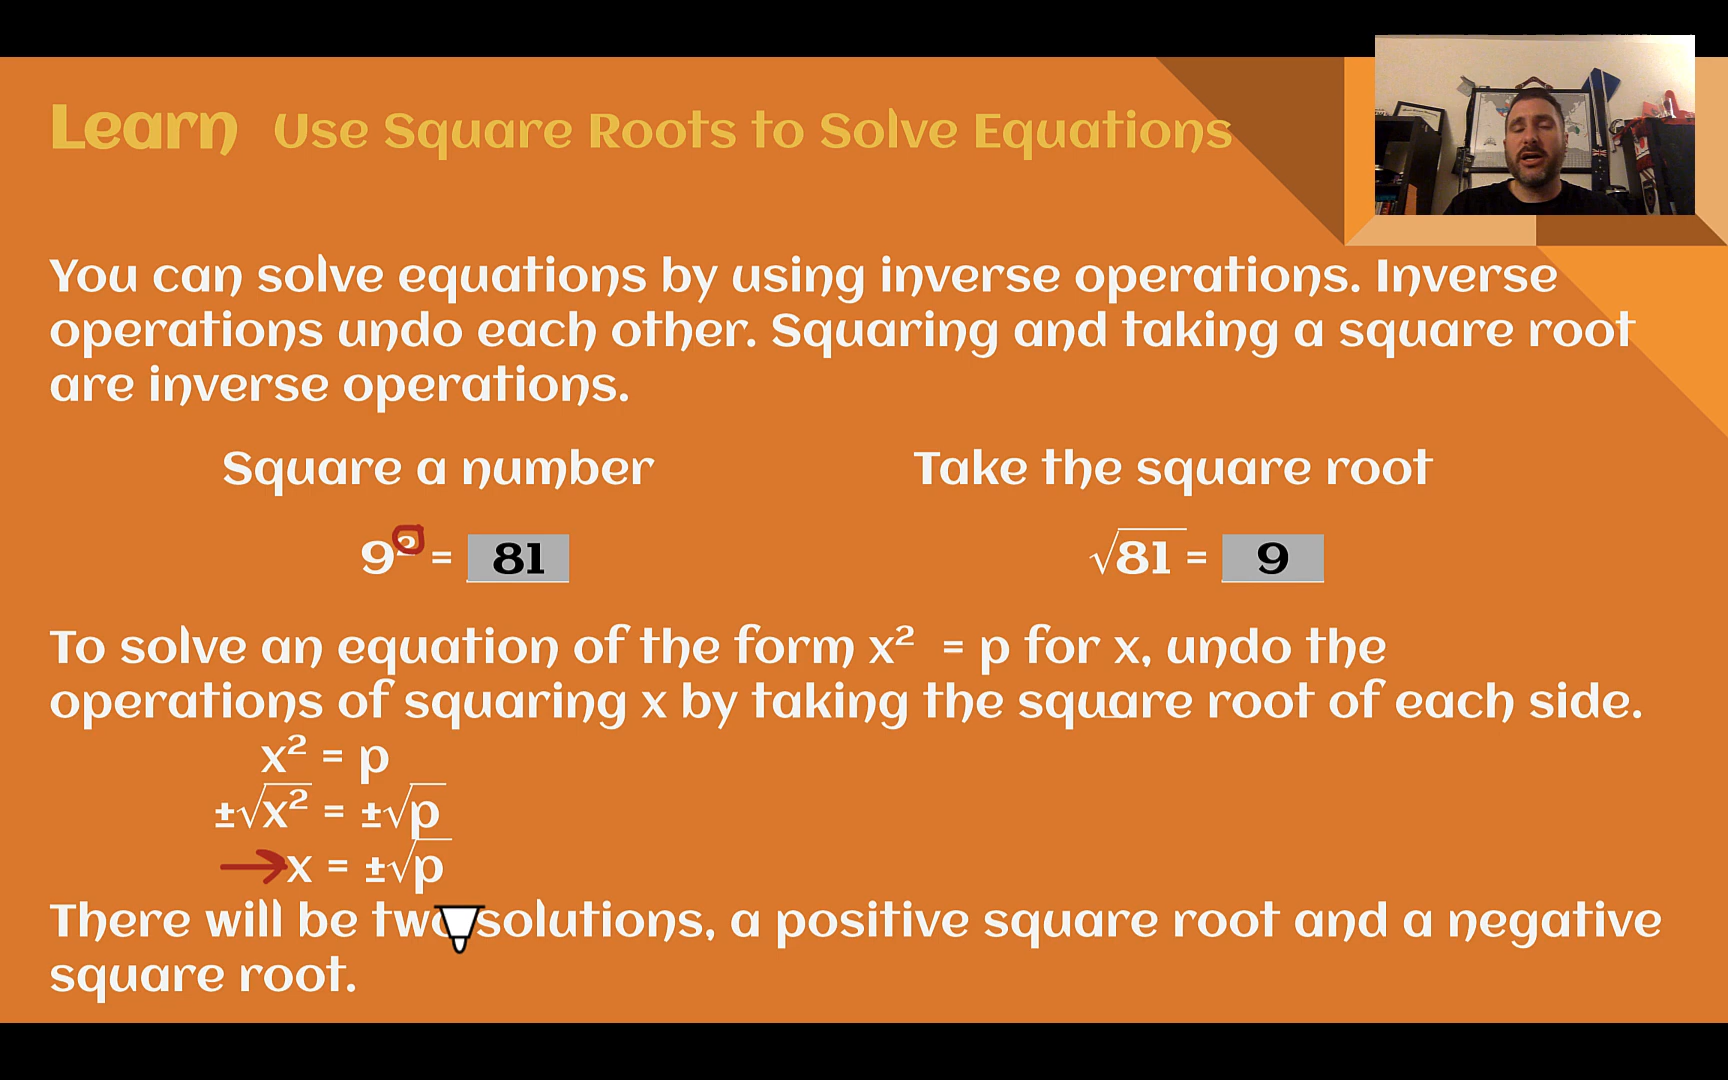 Learn Use Square Roots to Solve Equations
You can solve equations by using inverse operations. Inverse
operations undo each other. Squaring and taking a square root
are inverse operations.
Square a number Take the square root
9² = 81 √81 = 9
To solve an equation of the form x² = p for x, undo the
operations of squaring x by taking the square root of each side.
x² = p
±√x² = ±√p
x = ±√p
There will be two solutions, a positive square root and a negative
square root.